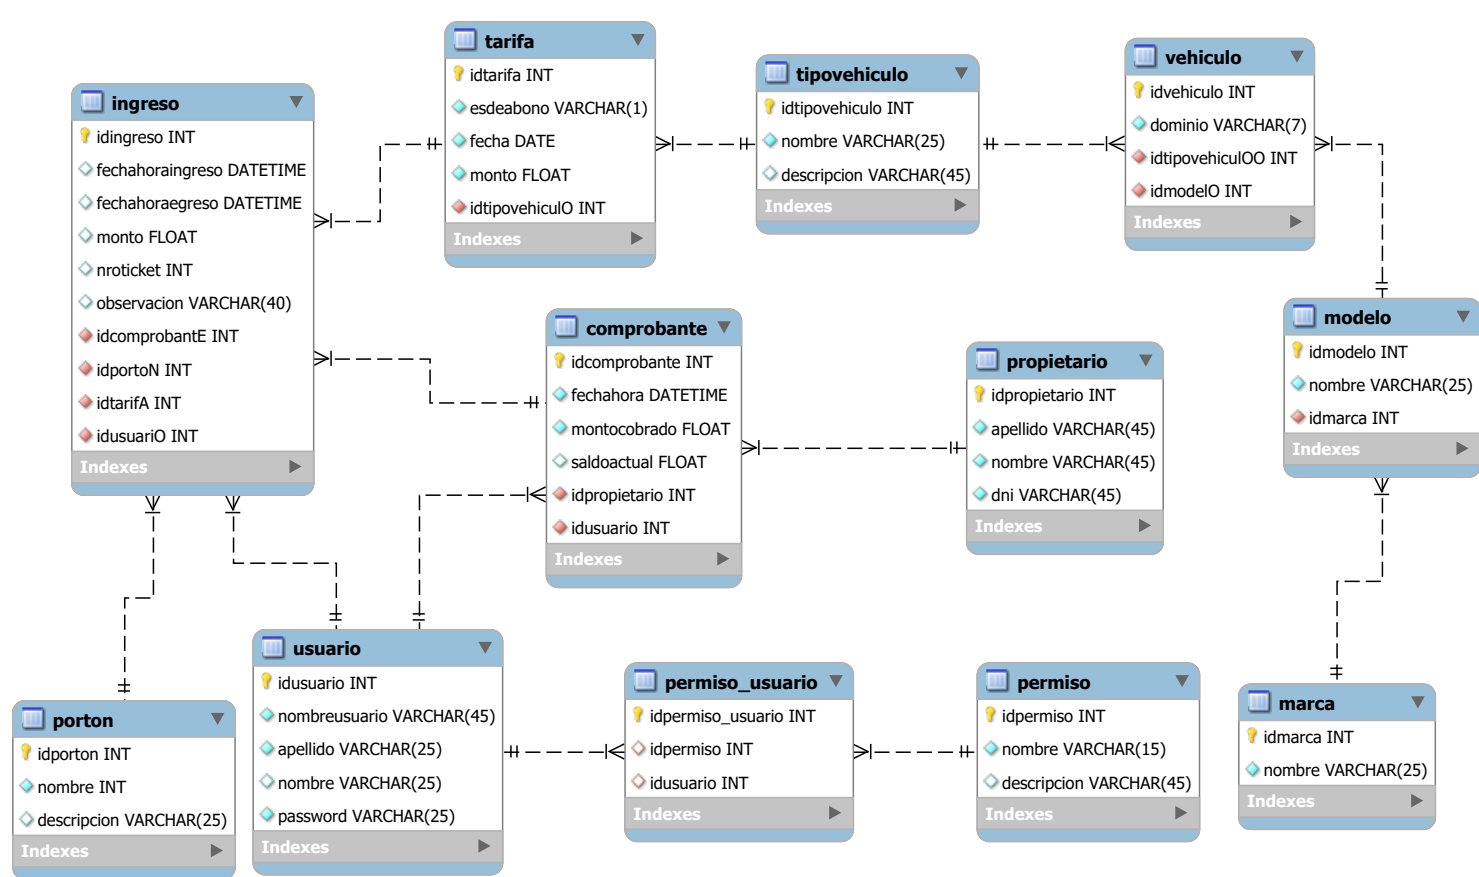 tarifa
idtarifa INT
esdeabono VARCHAR(1)
fecha DATE
monto FLOAT
idtipovehiculO INT
Indexes
tipovehiculo
idtipovehiculo INT
nombre VARCHAR(25)
descripcion VARCHAR(45)
Indexes
vehiculo
idvehiculo INT
dominio VARCHAR(7)
idtipovehiculOO INT
idmodelO INT
Indexes
ingreso
idingreso INT
fechahoraingreso DATETIME
fechahoraegreso DATETIME
monto FLOAT
nroticket INT
observacion VARCHAR(40)
idcomprobantE INT
idportoN INT
idtarifA INT
idusuariO INT
Indexes
comprobante
idcomprobante INT
fechahora DATETIME
montocobrado FLOAT
saldoactual FLOAT
idpropietario INT
idusuario INT
Indexes
propietario
idpropietario INT
apellido VARCHAR(45)
nombre VARCHAR(45)
dni VARCHAR(45)
Indexes
modelo
idmodelo INT
nombre VARCHAR(25)
idmarca INT
Indexes
porton
idporton INT
nombre INT
descripcion VARCHAR(25)
Indexes
usuario
idusuario INT
nombreusuario VARCHAR(45)
apellido VARCHAR(25)
nombre VARCHAR(25)
password VARCHAR(25)
Indexes
permiso_usuario
idpermiso_usuario INT
idpermiso INT
idusuario INT
Indexes
permiso
idpermiso INT
nombre VARCHAR(15)
descripcion VARCHAR(45)
Indexes
marca
idmarca INT
nombre VARCHAR(25)
Indexes